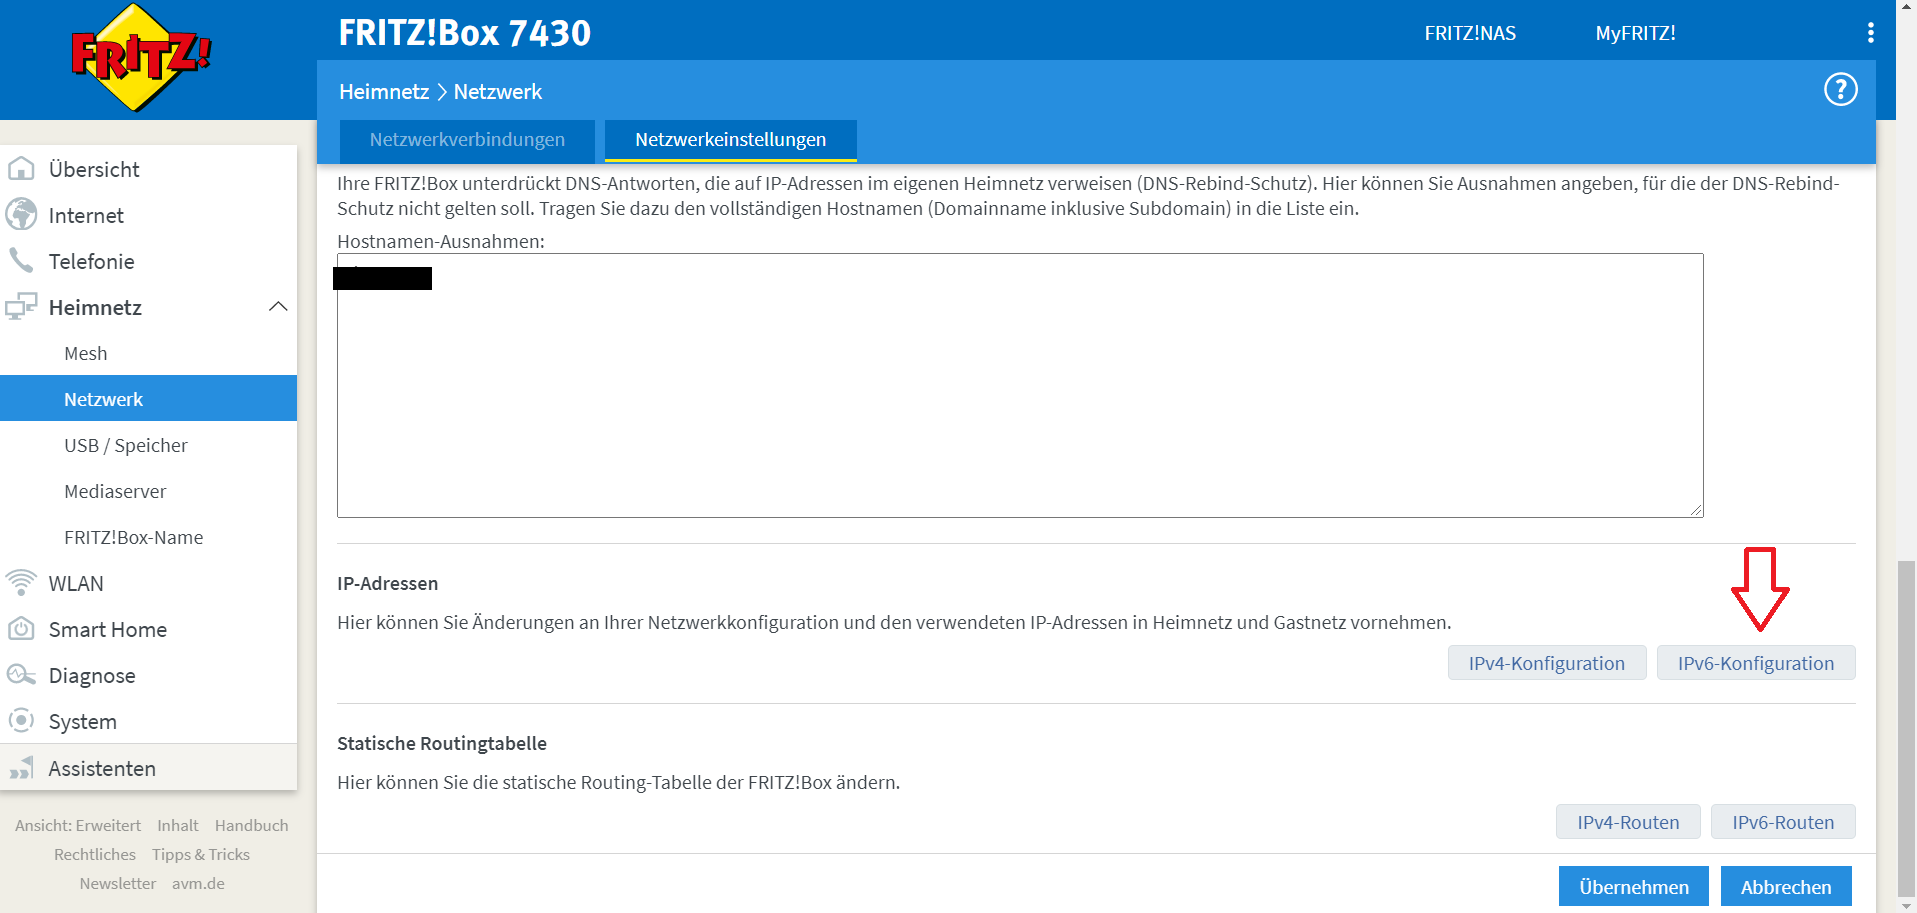 FRITZ!
FRITZ!Box 7430
FRITZ!NAS
MyFRITZ!
Heimnetz > Netzwerk
?
Netzwerkverbindungen
Netzwerkeinstellungen
Übersicht
Internet
Telefonie
Heimnetz
Mesh
Netzwerk
USB / Speicher
Mediaserver
FRITZ!Box-Name
WLAN
Smart Home
Diagnose
System
Assistenten
Ansicht: Erweitert Inhalt Handbuch
Rechtliches Tipps & Tricks
Newsletter avm.de
Ihre FRITZ!Box unterdrückt DNS-Antworten, die auf IP-Adressen im eigenen Heimnetz verweisen (DNS-Rebind-Schutz). Hier können Sie Ausnahmen angeben, für die der DNS-Rebind-
Schutz nicht gelten soll. Tragen Sie dazu den vollständigen Hostnamen (Domainname inklusive Subdomain) in die Liste ein.
Hostnamen-Ausnahmen:
IP-Adressen
Hier können Sie Änderungen an Ihrer Netzwerkkonfiguration und den verwendeten IP-Adressen in Heimnetz und Gastnetz vornehmen.
IPv4-Konfiguration
IPv6-Konfiguration
Statische Routingtabelle
Hier können Sie die statische Routing-Tabelle der FRITZ!Box ändern.
IPv4-Routen
IPv6-Routen
Übernehmen
Abbrechen